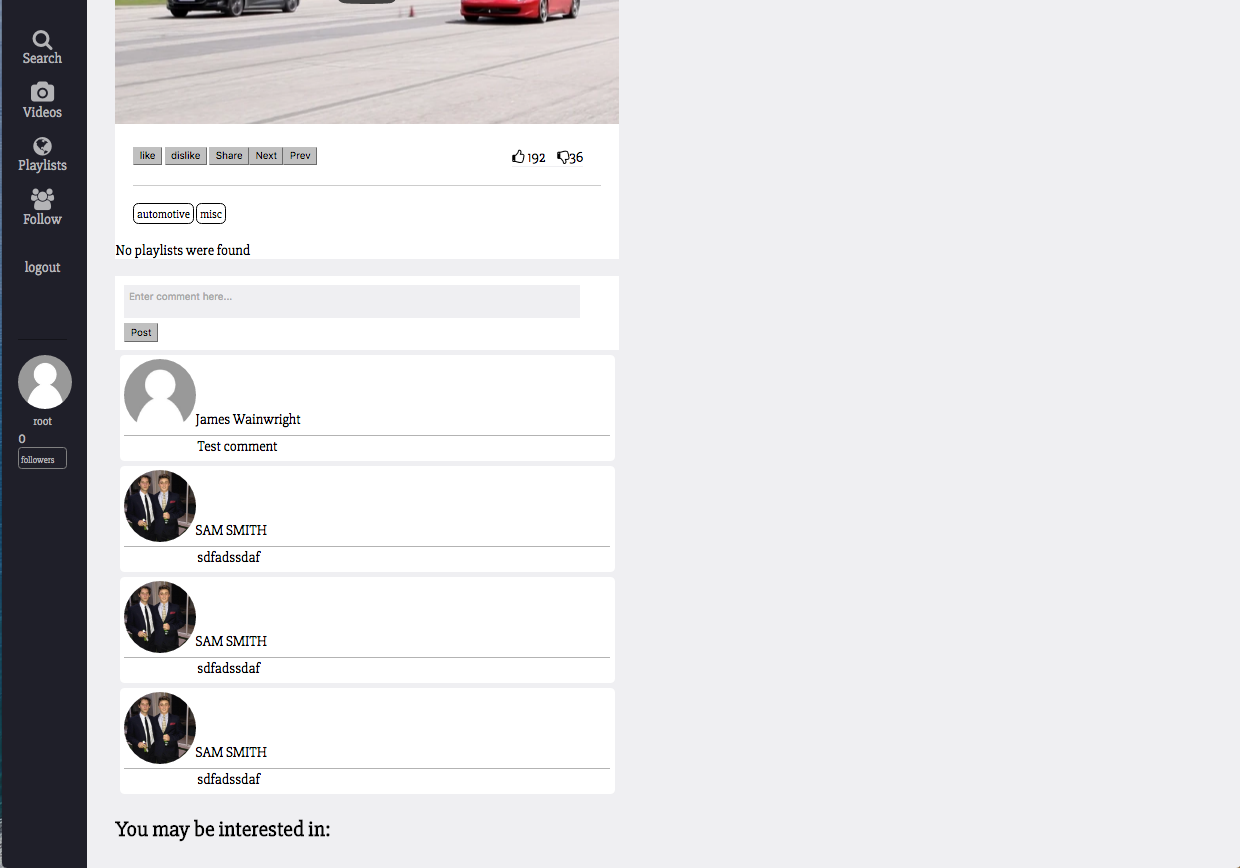 Search
Videos
Playlists
Follow
logout
root
0
followers
like dislike Share Next Prev 192 36
automotive misc
No playlists were found
Enter comment here...
Post
James Wainwright
Test comment
SAM SMITH
sdfadssdaf
SAM SMITH
sdfadssdaf
SAM SMITH
sdfadssdaf
You may be interested in: